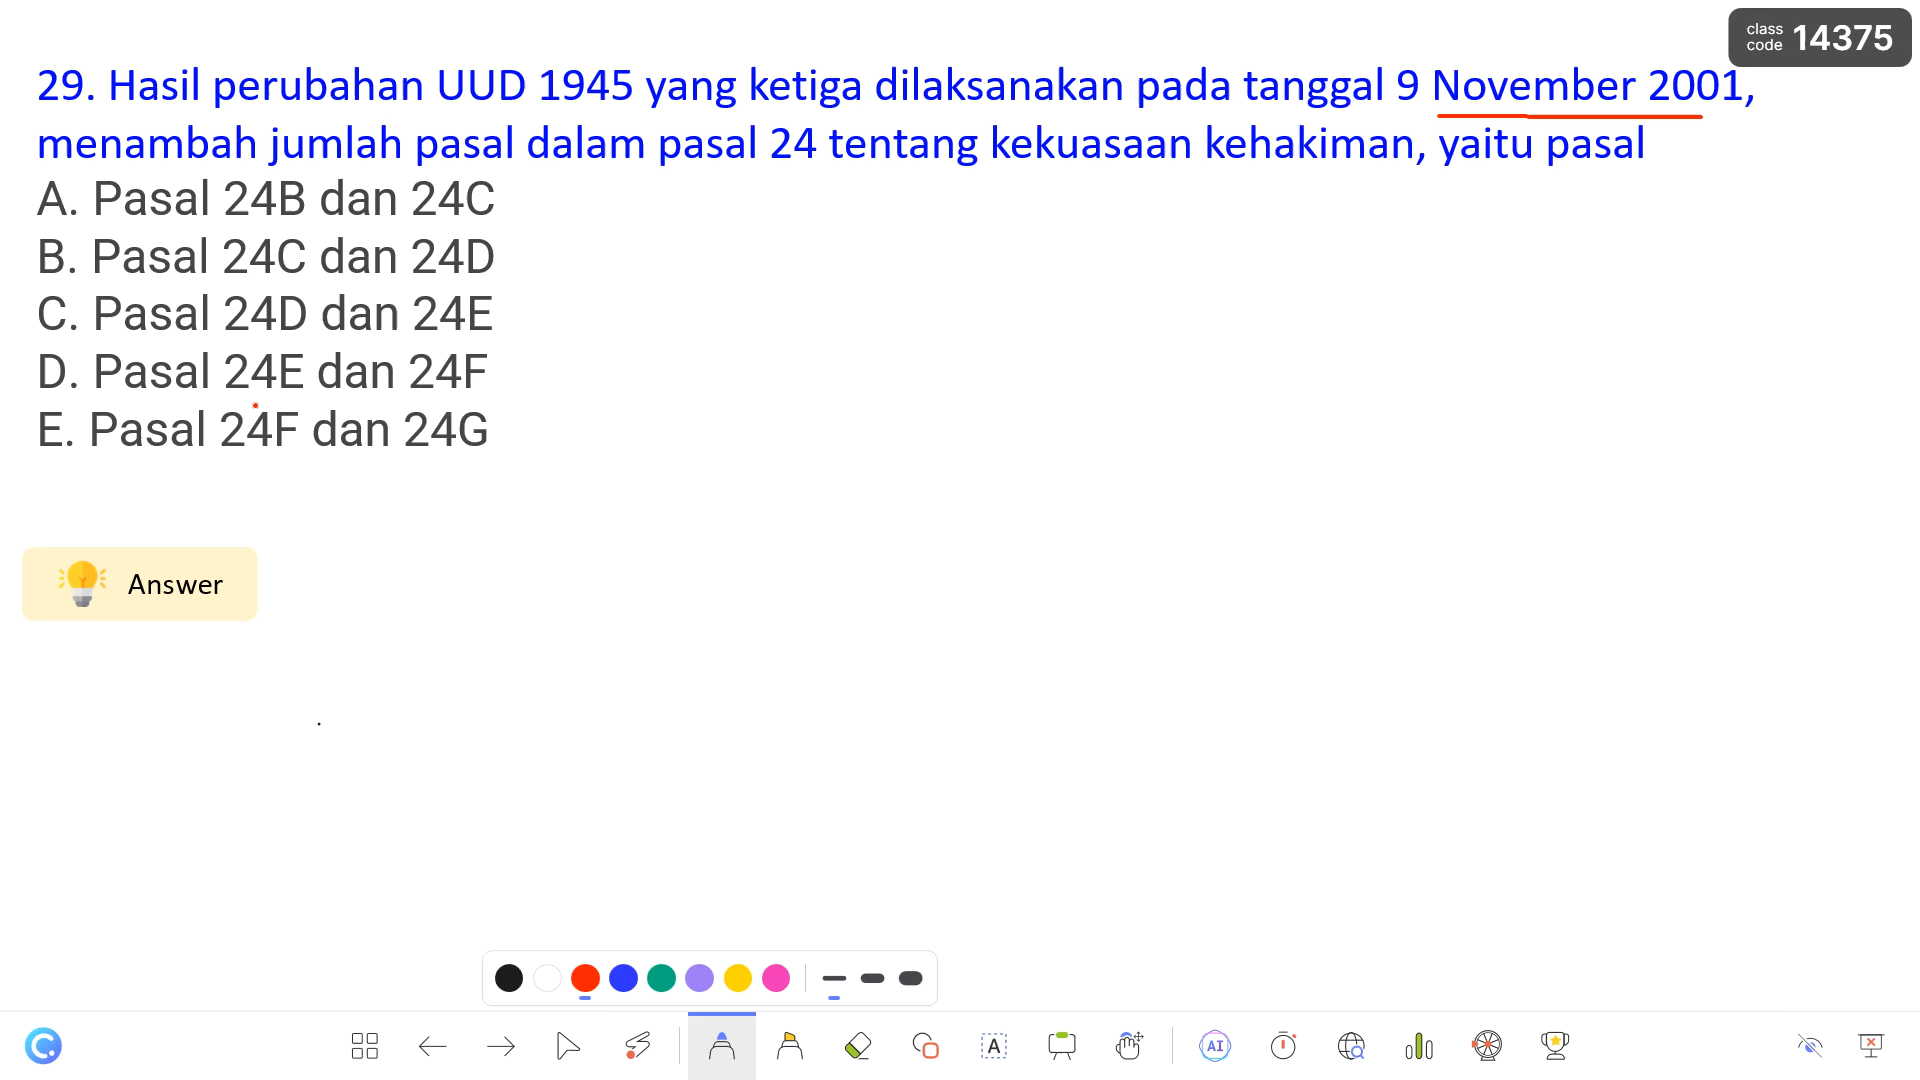 class
code 14375
29. Hasil perubahan UUD 1945 yang ketiga dilaksanakan pada tanggal 9 November 2001,
menambah jumlah pasal dalam pasal 24 tentang kekuasaan kehakiman, yaitu pasal
A. Pasal 24B dan 24C
B. Pasal 24C dan 24D
C. Pasal 24D dan 24E
D. Pasal 24E dan 24F
E. Pasal 24F dan 24G
Answer
A
AI